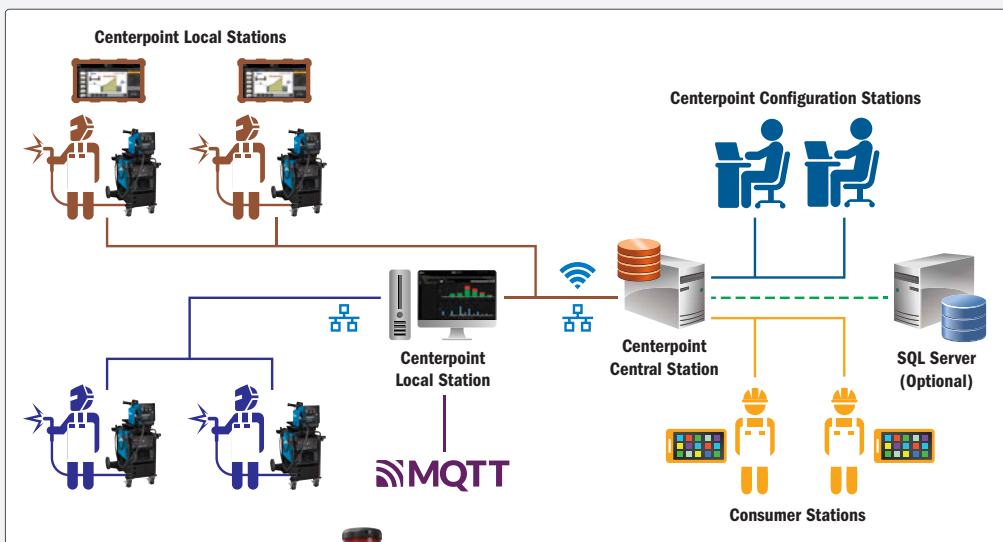 Centerpoint Local Stations
Centerpoint Configuration Stations
Centerpoint
Local Station
Centerpoint
Central Station
SQL Server
(Optional)
MQTT
Consumer Stations